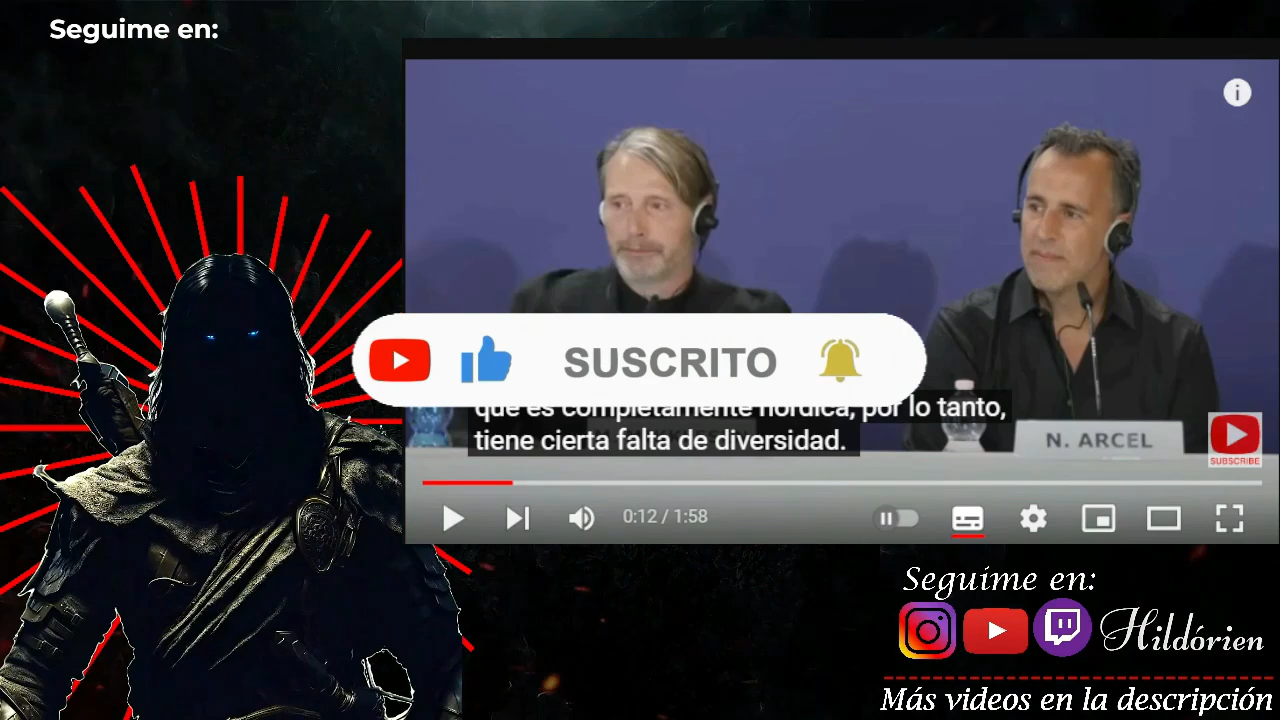 Seguime en:
SUSCRITO
que es completamente nórdica, por lo tanto,
tiene cierta falta de diversidad.
N. ARCEL
SUBSCRIBE
0:12 / 1:58
Seguime en:
Hildórien
Más videos en la descripción